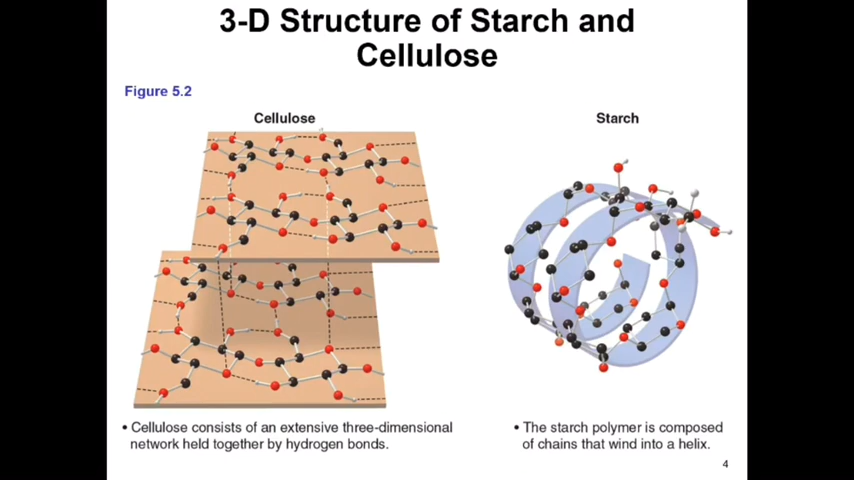 3-D Structure of Starch and
Cellulose
Figure 5.2
Cellulose
Starch
• Cellulose consists of an extensive three-dimensional
network held together by hydrogen bonds.
• The starch polymer is composed
of chains that wind into a helix.
4